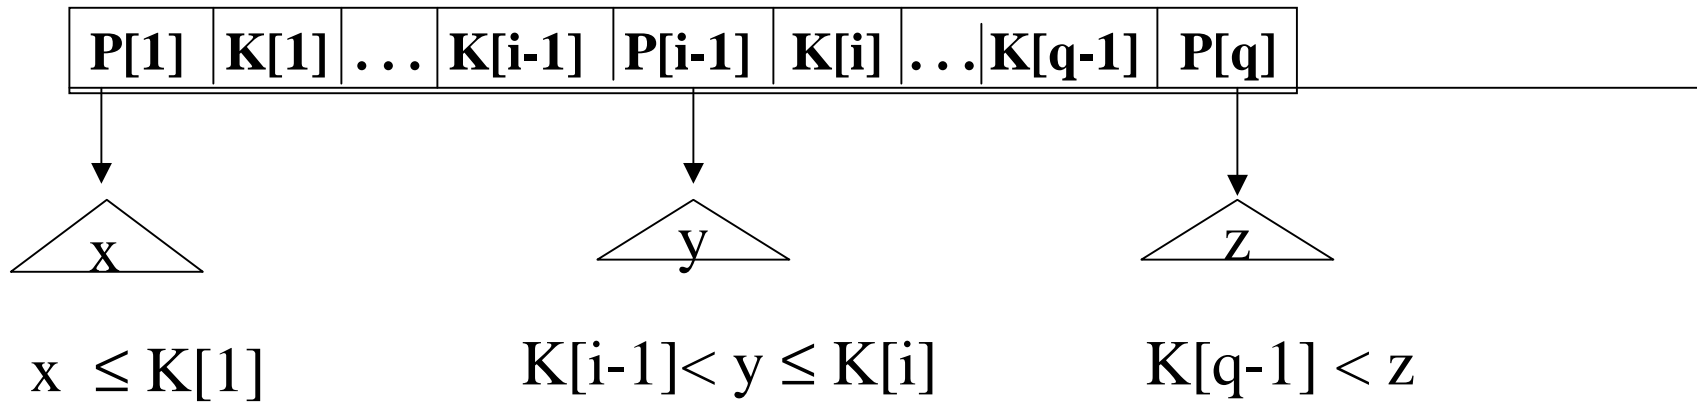 P[1] K[1] . . . K[i-1] P[i-1] K[i] . . . K[q-1] P[q]
x y z
x ≤ K[1] K[i-1]< y ≤ K[i] K[q-1] < z